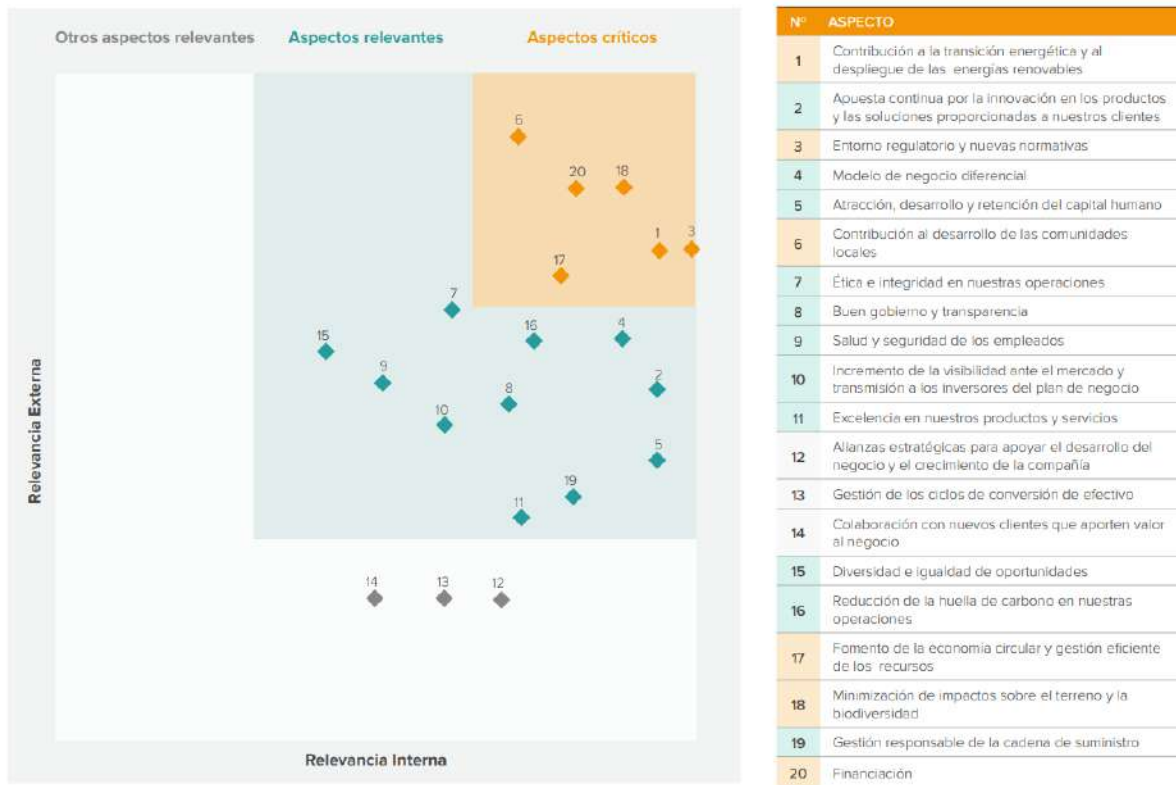 Otros aspectos relevantes
Aspectos relevantes
Aspectos críticos
6
20
18
1
3
17
7
15
16
4
9
2
8
10
5
19
11
14
13
12
Relevancia Externa
Relevancia Interna
Nº ASPECTO
1
Contribución a la transición energética y al
despliegue de las energías renovables
2
Apuesta continua por la innovación en los productos
y las soluciones proporcionadas a nuestros clientes
3 Entorno regulatorio y nuevas normativas
4 Modelo de negocio diferencial
5 Atracción, desarrollo y retención del capital humano
6
Contribución al desarrollo de las comunidades
locales
7 Ética e integridad en nuestras operaciones
8 Buen gobierno y transparencia
9 Salud y seguridad de los empleados
10
Incremento de la visibilidad ante el mercado y
transmisión a los inversores del plan de negocio
11 Excelencia en nuestros productos y servicios
12
Alianzas estratégicas para apoyar el desarrollo del
negocio y el crecimiento de la compañía
13 Gestión de los ciclos de conversión de efectivo
14
Colaboración con nuevos clientes que aporten valor
al negocio
15 Diversidad e igualdad de oportunidades
16
Reducción de la huella de carbono en nuestras
operaciones
17
Fomento de la economía circular y gestión eficiente
de los recursos
18
Minimización de impactos sobre el terreno y la
biodiversidad
19 Gestión responsable de la cadena de suministro
20 Financiación